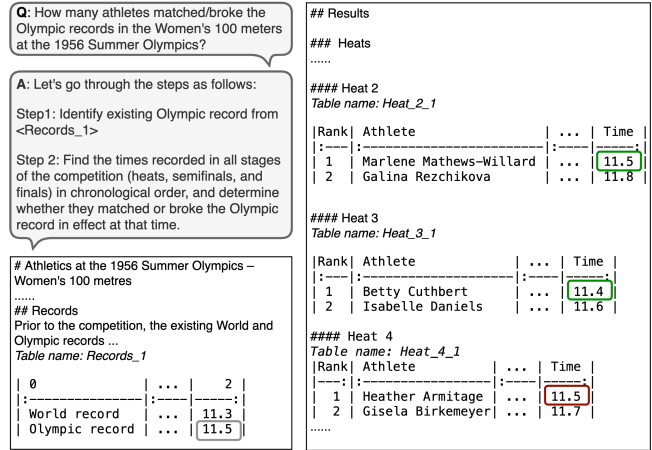 Q: How many athletes matched/broke the
Olympic records in the Women's 100 meters
at the 1956 Summer Olympics?
A: Let's go through the steps as follows:
Step1: Identify existing Olympic record from
<Records_1>
Step 2: Find the times recorded in all stages
of the competition (heats, semifinals, and
finals) in chronological order, and determine
whether they matched or broke the Olympic
record in effect at that time.
# Athletics at the 1956 Summer Olympics –
Women's 100 metres
......
## Records
Prior to the competition, the existing World and
Olympic records ...
Table name: Records_1
| 0 | ... | 2 |
|:---------------|:----|-----:|
| World record | ... | 11.3
| Olympic record | ... | 11.5
## Results
### Heats
......
#### Heat 2
Table name: Heat_2_1
|Rank| Athlete | ... | Time |
|:---|:------------------------|:----|-----:|
| 1 | Marlene Mathews-Willard | ... | 11.5 |
| 2 | Galina Rezchikova | ... | 11.8 |
#### Heat 3
Table name: Heat_3_1
|Rank| Athlete | ... | Time |
|:---|:--------------------|:----|-----:|
| 1 | Betty Cuthbert | ... | 11.4 |
| 2 | Isabelle Daniels | ... | 11.6 |
#### Heat 4
Table name: Heat_4_1
|Rank| Athlete | ... | Time |
|---:|:-----------------|:----|-----:|
| 1 | Heather Armitage | ... | 11.5 |
| 2 | Gisela Birkemeyer| ... | 11.7 |
......